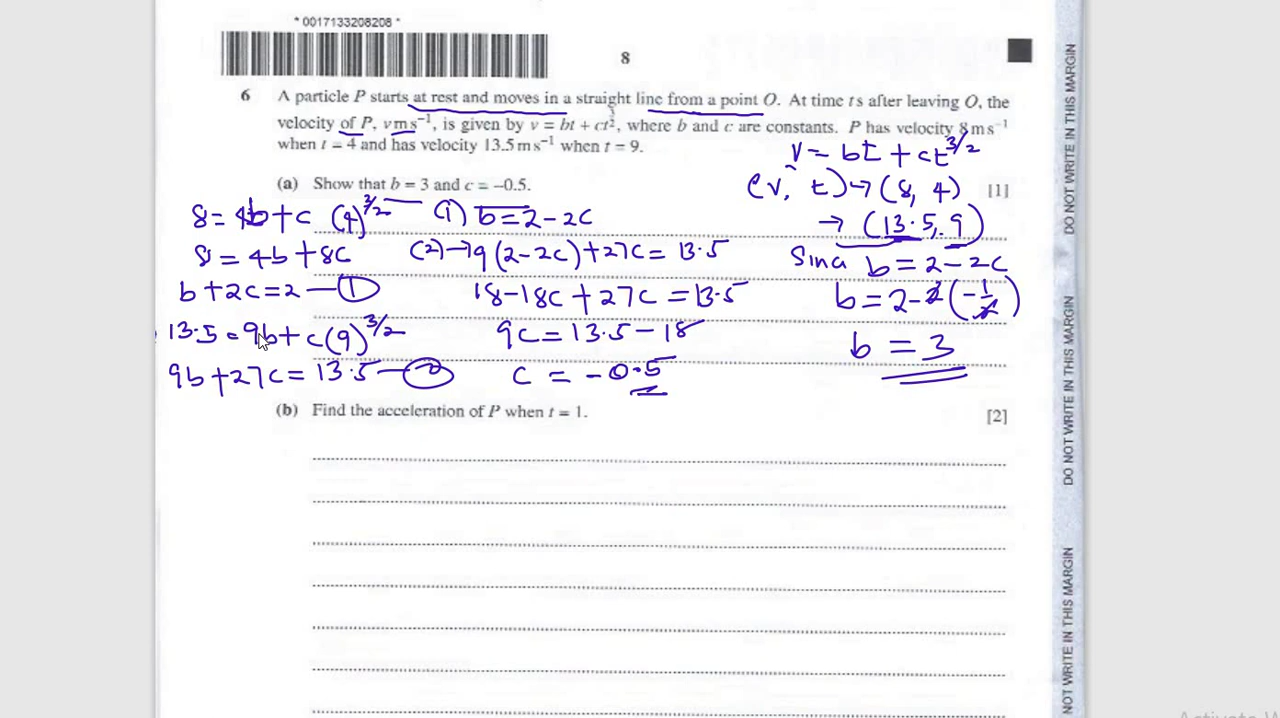 *0017133208208*
8
6 A particle P starts at rest and moves in a straight line from a point O. At time t s after leaving O, the
velocity of P, v m s⁻¹, is given by v = bt + ct^(3/2), where b and c are constants. P has velocity 8 m s⁻¹
when t = 4 and has velocity 13.5 m s⁻¹ when t = 9.
(a) Show that b = 3 and c = −0.5. [1]
8 = 4b + c (4)^(3/2)
8 = 4b + 8c
b + 2c = 2 — ①
13.5 = 9b + c(9)^(3/2)
9b + 27c = 13.5 — ②
(1) b = 2 − 2c
(2) → 9(2 − 2c) + 27c = 13.5
18 − 18c + 27c = 13.5
9c = 13.5 − 18
c = −0.5
v = bt + ct^(3/2)
(v, t) → (8, 4)
→ (13.5, 9)
Sinc b = 2 − 2c
b = 2 − 2(−1/2)
b = 3
(b) Find the acceleration of P when t = 1. [2]
DO NOT WRITE IN THIS MARGIN
DO NOT WRITE IN THIS MARGIN
NOT WRITE IN THIS MARGIN